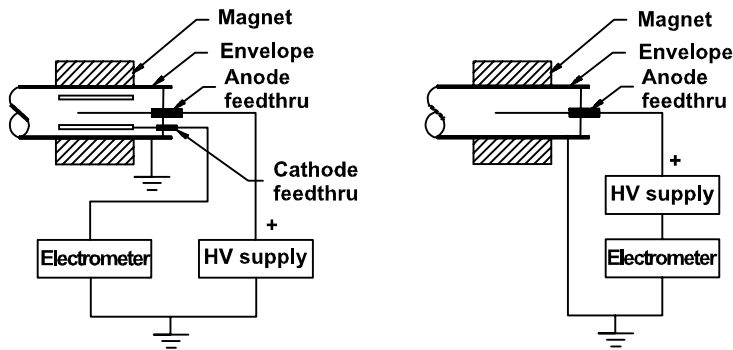 Magnet
Envelope
Anode
feedthru
Cathode
feedthru
+
Electrometer
HV supply
Magnet
Envelope
Anode
feedthru
+
HV supply
Electrometer